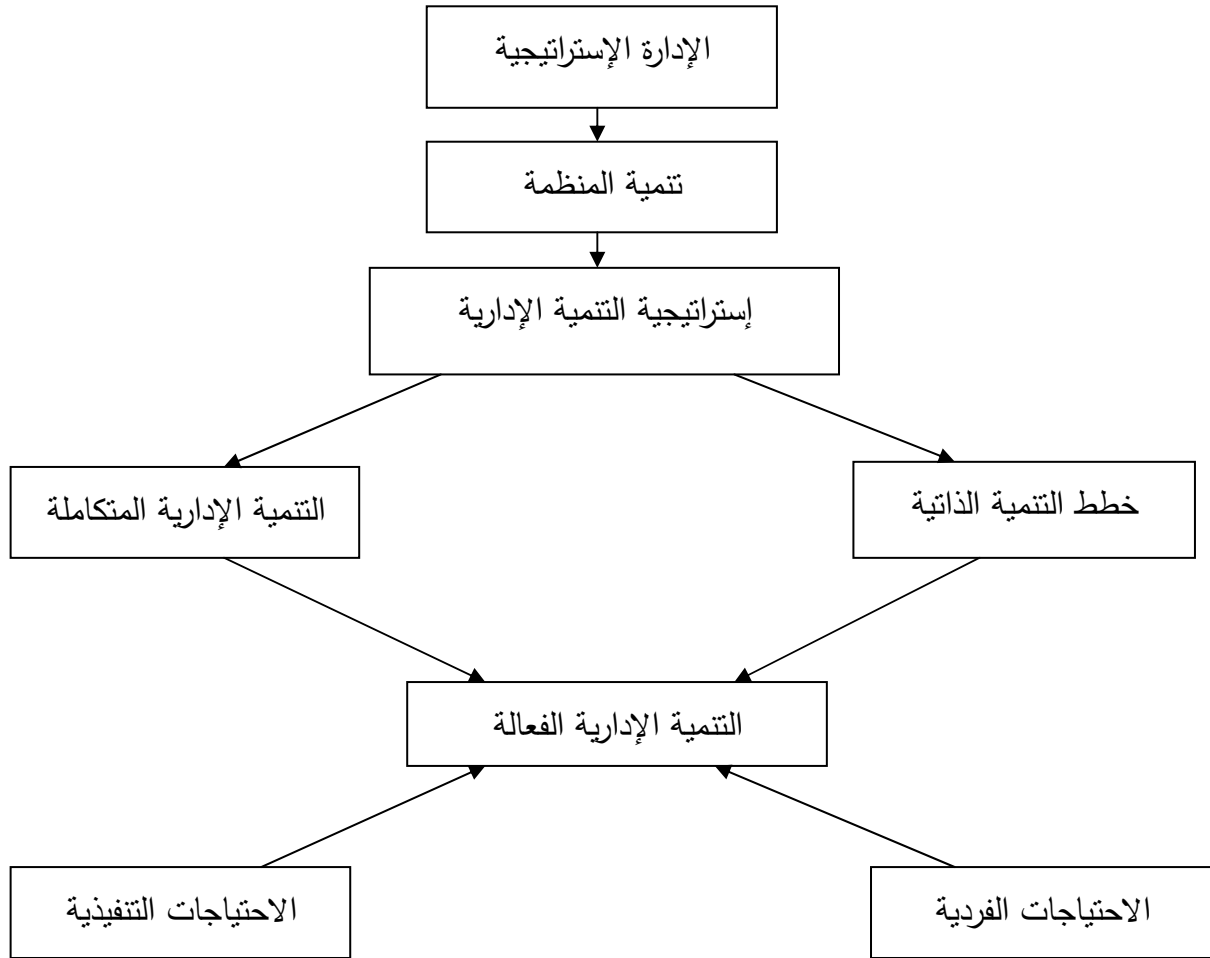 الإدارة الإستراتيجية
تنمية المنظمة
إستراتيجية التنمية الإدارية
خطط التنمية الذاتية
التنمية الإدارية المتكاملة
التنمية الإدارية الفعالة
الاحتياجات الفردية
الاحتياجات التنفيذية